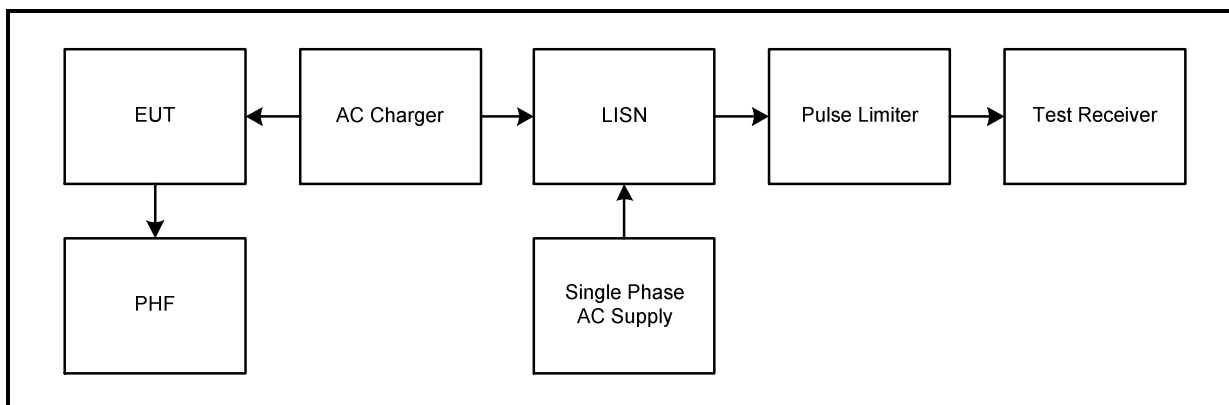 EUT
AC Charger
LISN
Pulse Limiter
Test Receiver
PHF
Single Phase
AC Supply